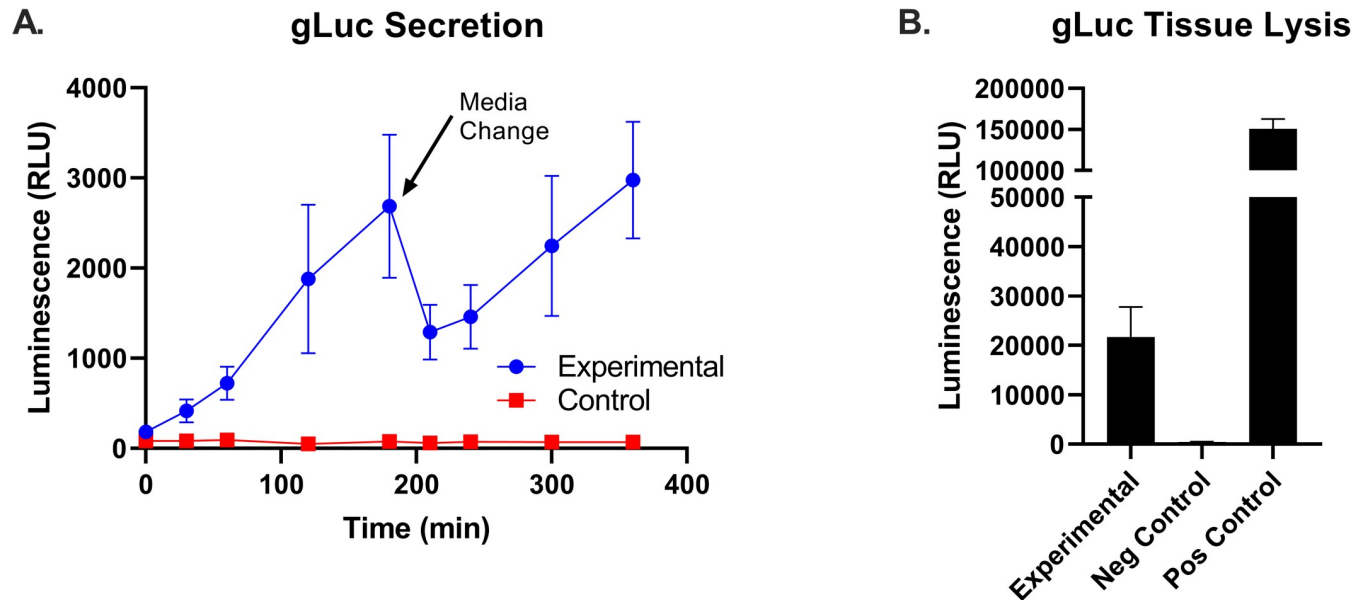 A.
gLuc Secretion
4000
3000
2000
1000
0
Luminescence (RLU)
Media
Change
Experimental
Control
0 100 200 300 400
Time (min)
B.
gLuc Tissue Lysis
200000
150000
100000
50000
40000
30000
20000
10000
0
Luminescence (RLU)
Experimental
Neg Control
Pos Control